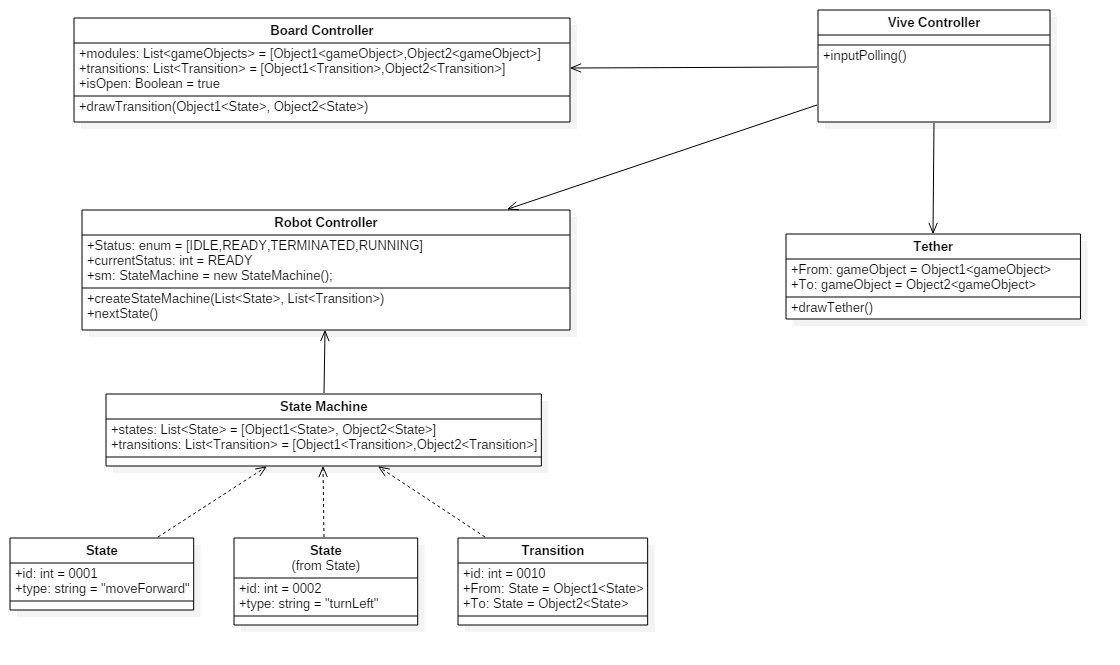 Board Controller
+modules: List<gameObjects> = [Object1<gameObject>,Object2<gameObject>]
+transitions: List<Transition> = [Object1<Transition>,Object2<Transition>]
+isOpen: Boolean = true
+drawTransition(Object1<State>, Object2<State>)
Vive Controller
+inputPolling()
Robot Controller
+Status: enum = [IDLE,READY,TERMINATED,RUNNING]
+currentStatus: int = READY
+sm: StateMachine = new StateMachine();
+createStateMachine(List<State>, List<Transition>)
+nextState()
Tether
+From: gameObject = Object1<gameObject>
+To: gameObject = Object2<gameObject>
+drawTether()
State Machine
+states: List<State> = [Object1<State>, Object2<State>]
+transitions: List<Transition> = [Object1<Transition>,Object2<Transition>]
State
+id: int = 0001
+type: string = "moveForward"
State
(from State)
+id: int = 0002
+type: string = "turnLeft"
Transition
+id: int = 0010
+From: State = Object1<State>
+To: State = Object2<State>